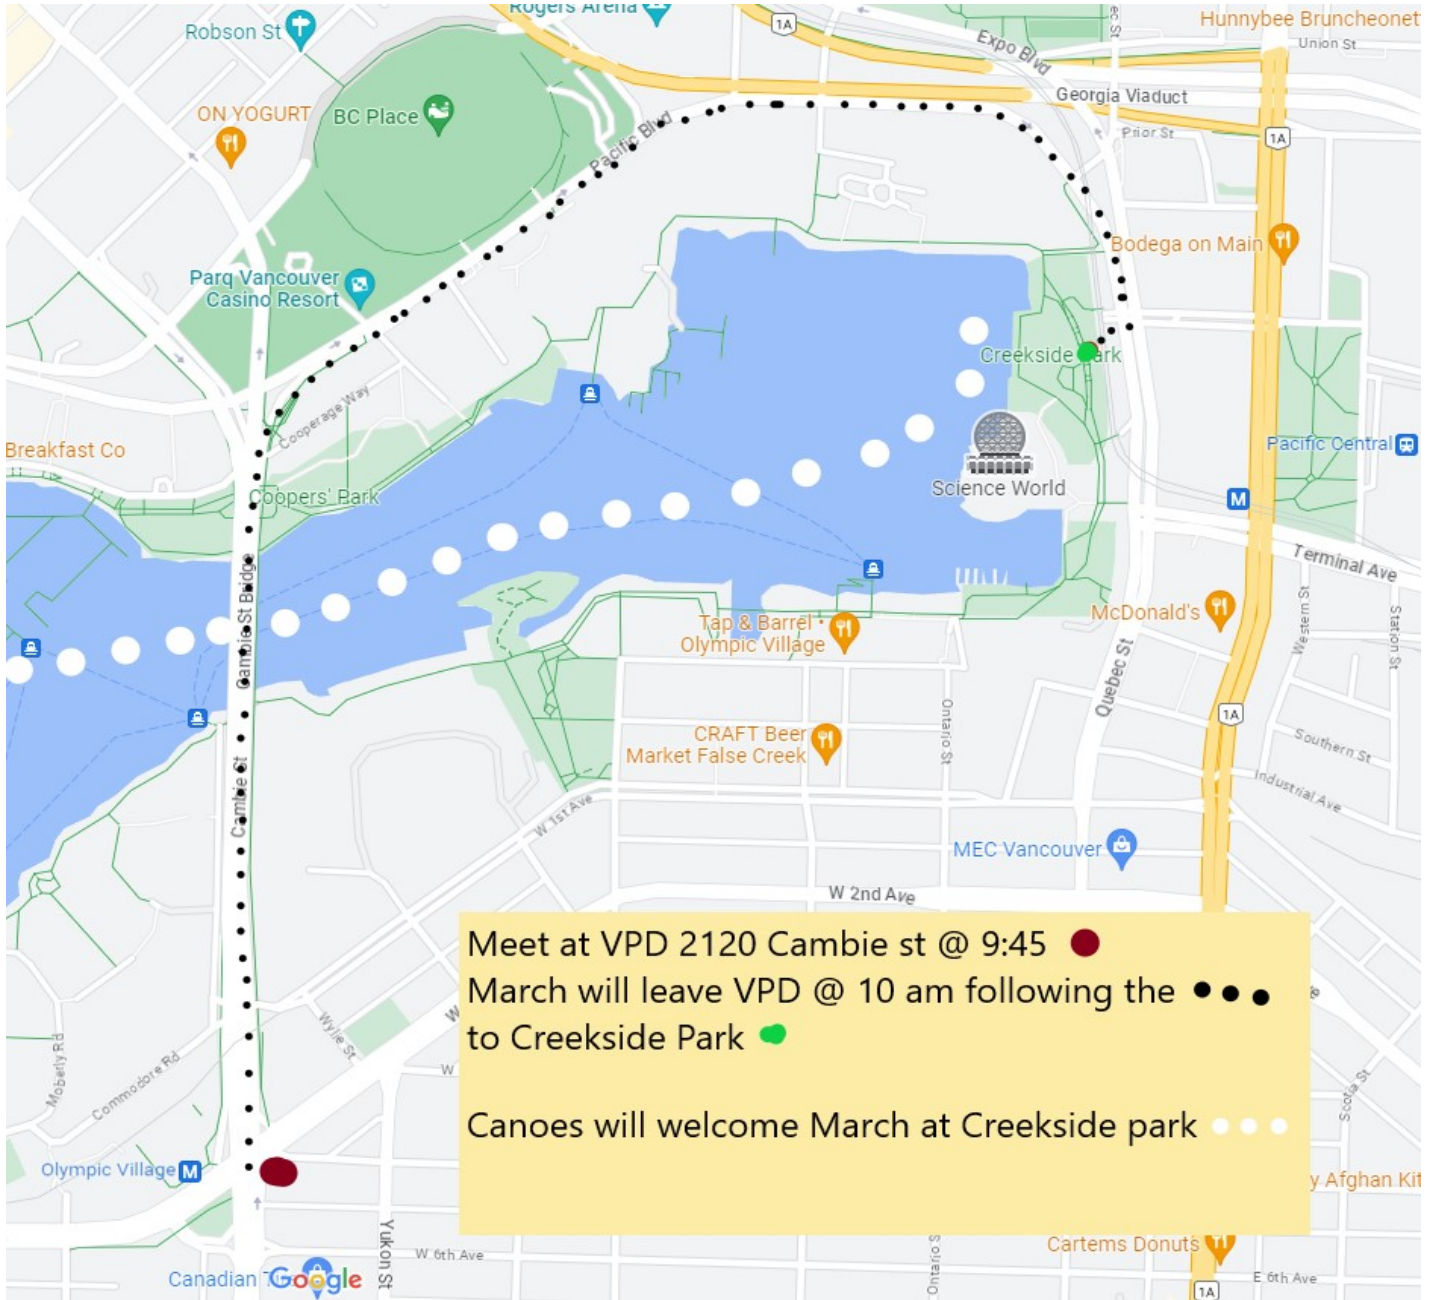 Rogers Arena
Hunnybee Bruncheonet
Robson St
1A
Expo Blvd
Union St
ON YOGURT
BC Place
Georgia Viaduct
Pacific Blvd
Prior St
1A
Bodega on Main
Parq Vancouver
Casino Resort
Creekside Park
Cooperage Way
Breakfast Co
Pacific Central
Coopers' Park
Science World
M
Cambie St Bridge
Terminal Ave
McDonald's
Tap & Barrel •
Olympic Village
Western St
Station St
Quebec St
Ontario St
1A
CRAFT Beer
Market False Creek
Southern St
Cambie St
Industrial Ave
W 1st Ave
MEC Vancouver
W 2nd Ave
Meet at VPD 2120 Cambie st @ 9:45
March will leave VPD @ 10 am following the
to Creekside Park
Canoes will welcome March at Creekside park
Wylie St
W
Moberly Rd
Commodore Rd
W
Scotia St
Olympic Village M
y Afghan Kit
Yukon St
W 6th Ave
Ontario S
Cartems Donuts
E 6th Ave
Canadian T
Google
1A